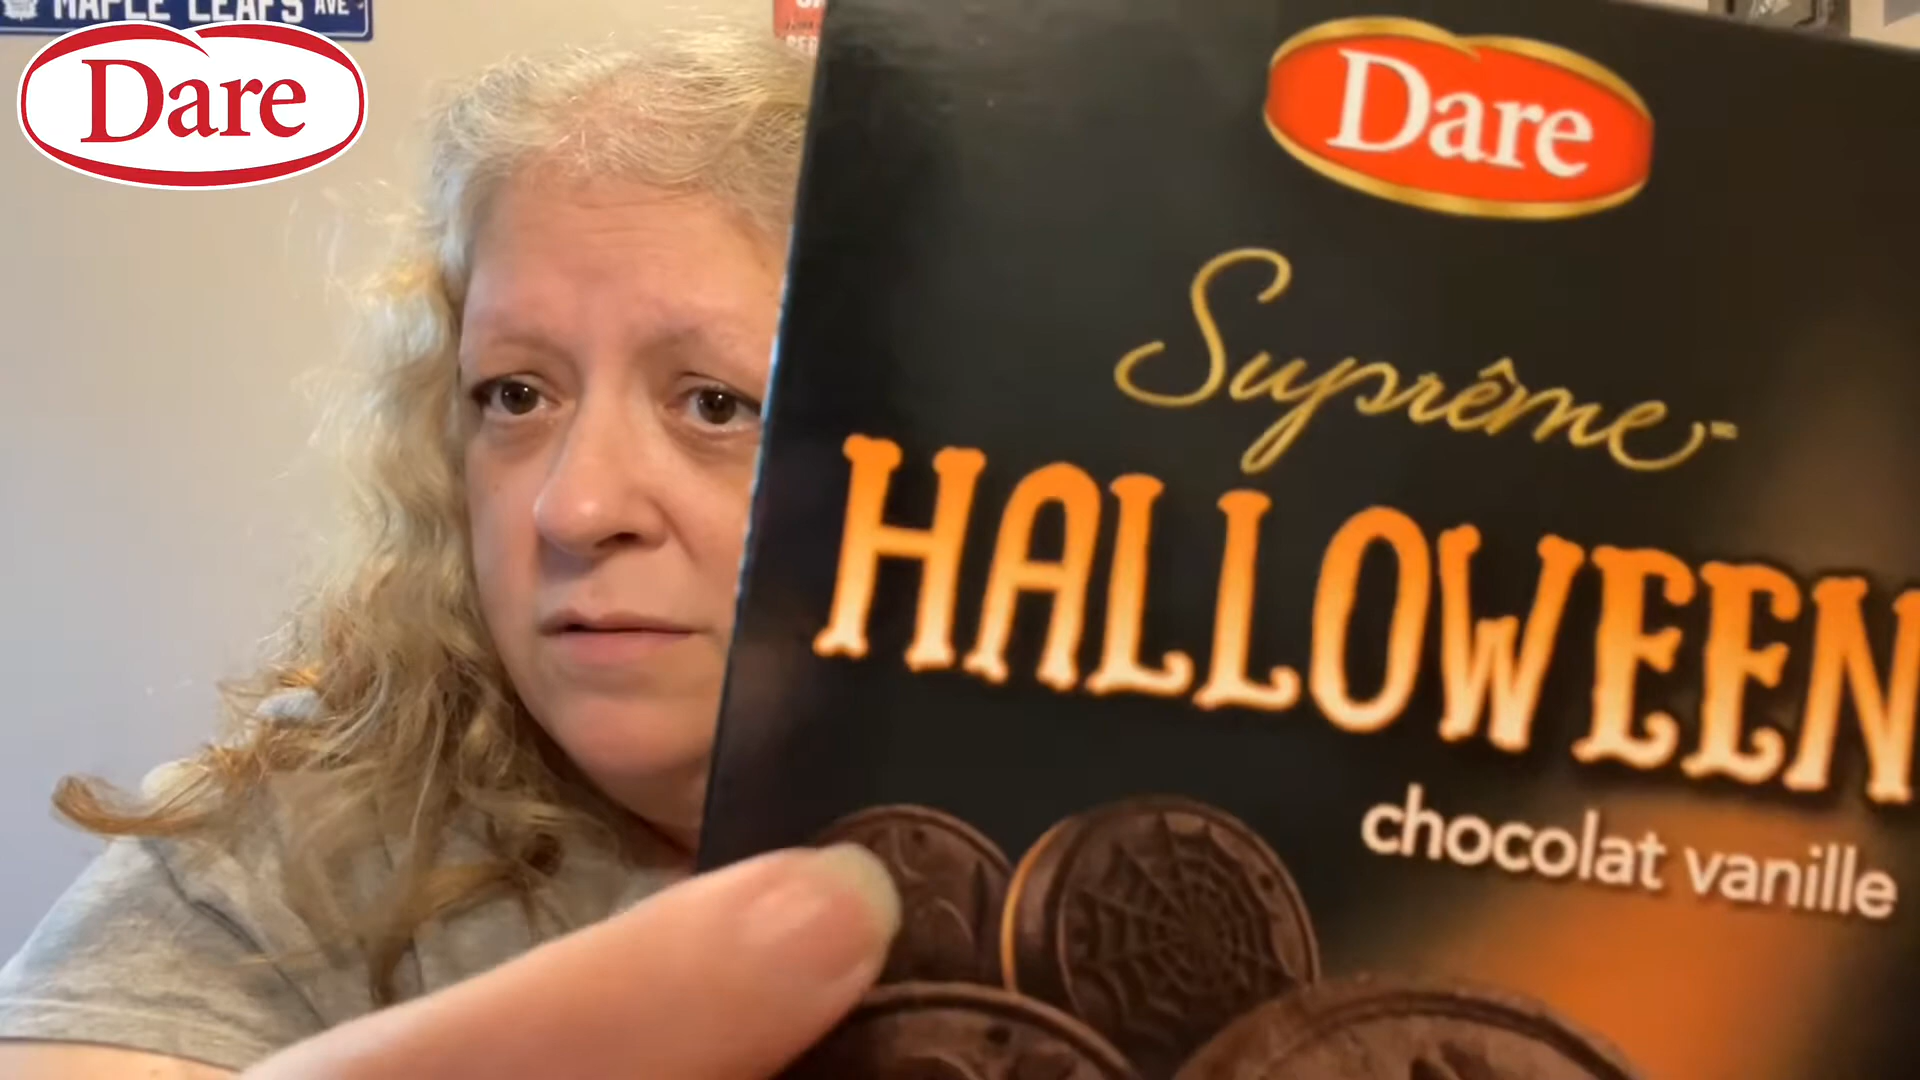 MAPLE LEAFS AVE
Dare
Dare
Suprême
HALLOWEEN
chocolat vanille